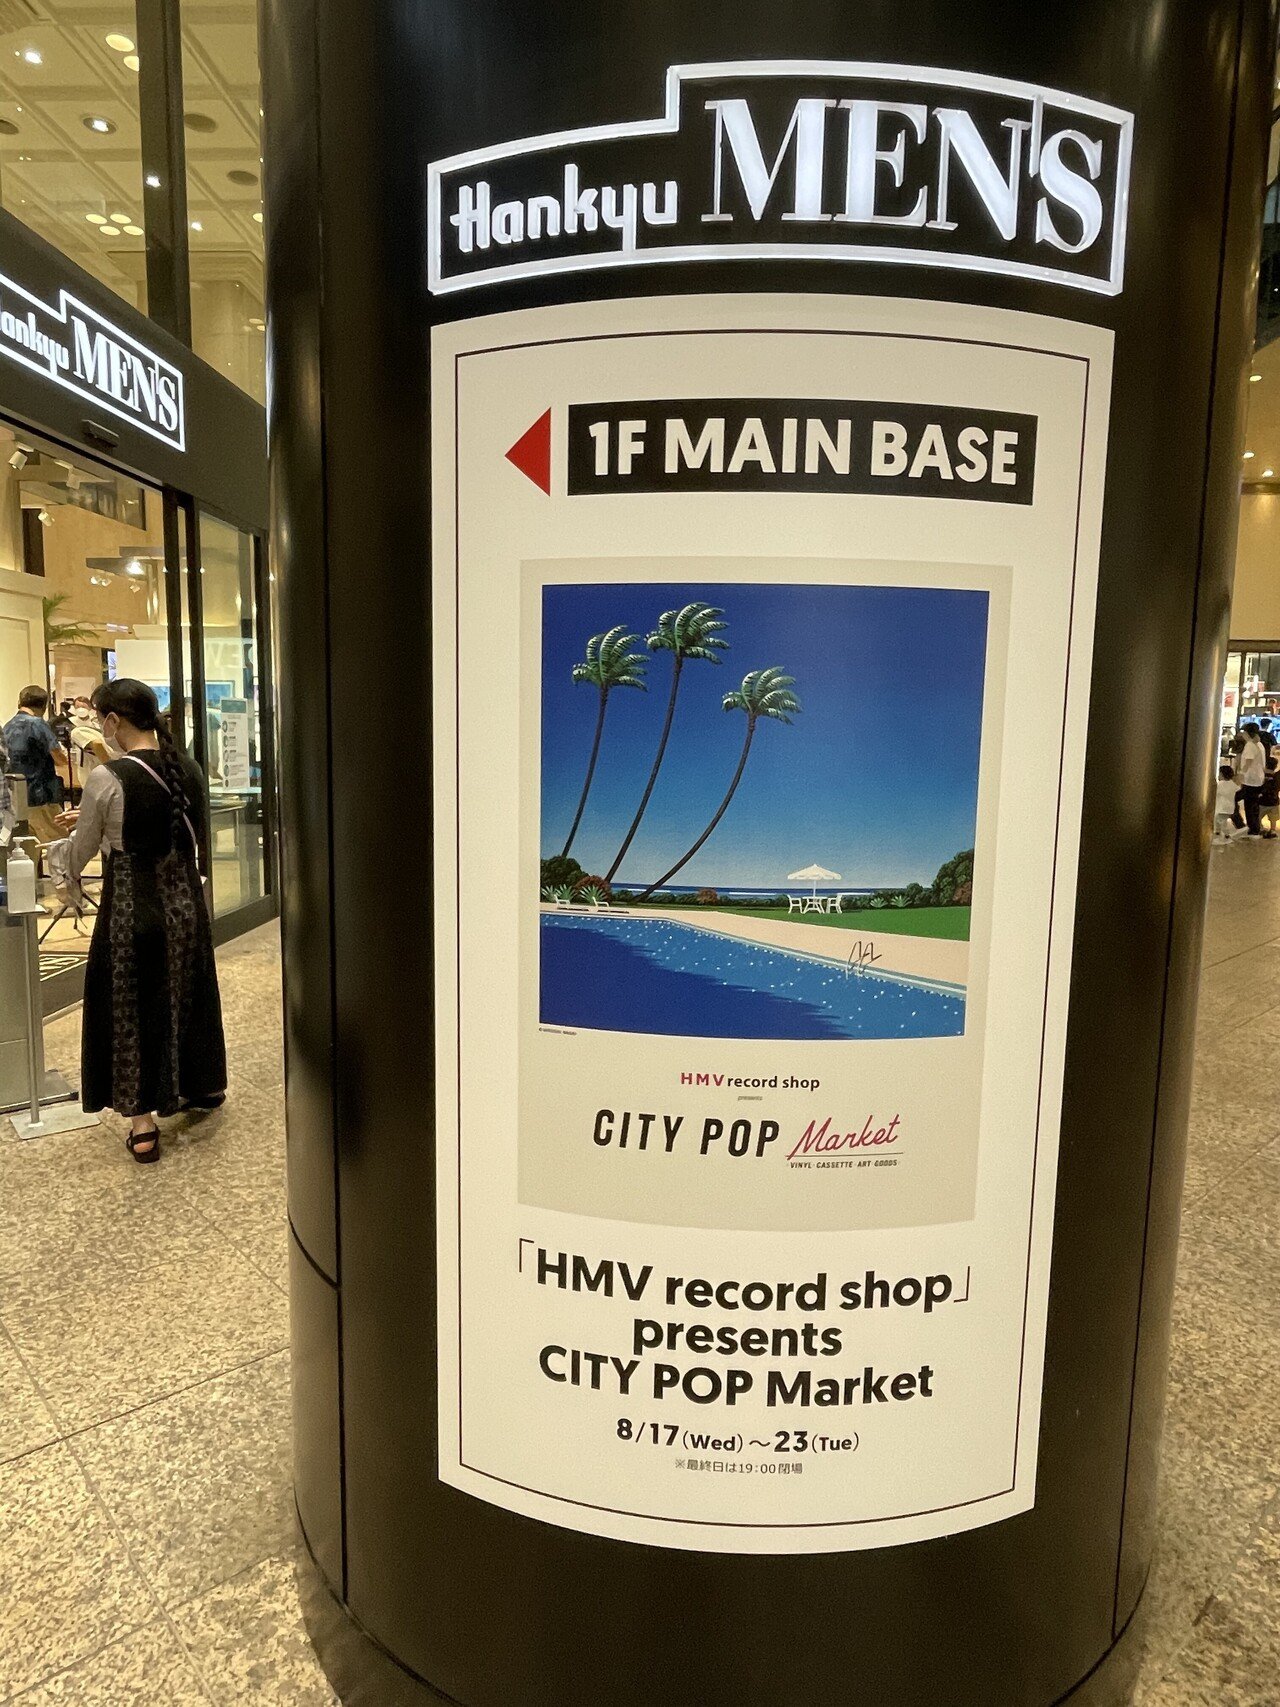 Hankyu MEN'S
ankyu MEN'S
1F MAIN BASE
HMV record shop
presents
CITY POP Market
VINYL · CASSETTE · ART GOODS
「HMV record shop」
presents
CITY POP Market
8/17(Wed)～23(Tue)
※最終日は19:00閉場